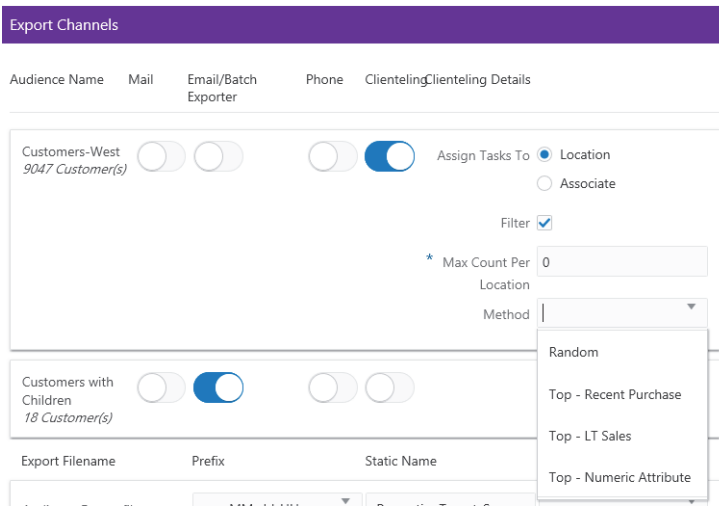 Export Channels
Audience Name Mail Email/Batch Phone Clienteling Clienteling Details
Exporter
Customers-West
9047 Customer(s)
Assign Tasks To Location
Associate
Filter
* Max Count Per 0
Location
Method
Random
Top - Recent Purchase
Top - LT Sales
Top - Numeric Attribute
Customers with
Children
18 Customer(s)
Export Filename Prefix Static Name